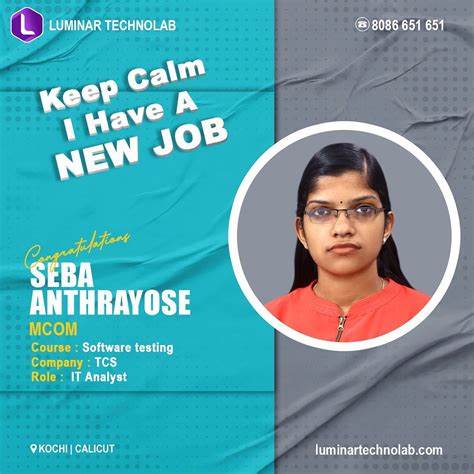 L LUMINAR TECHNOLAB
8086 651 651
Keep Calm
I Have A
NEW JOB
Congratulations
SEBA
ANTHRAYOSE
MCOM
Course : Software testing
Company : TCS
Role : IT Analyst
KOCHI | CALICUT
luminartechnolab.com